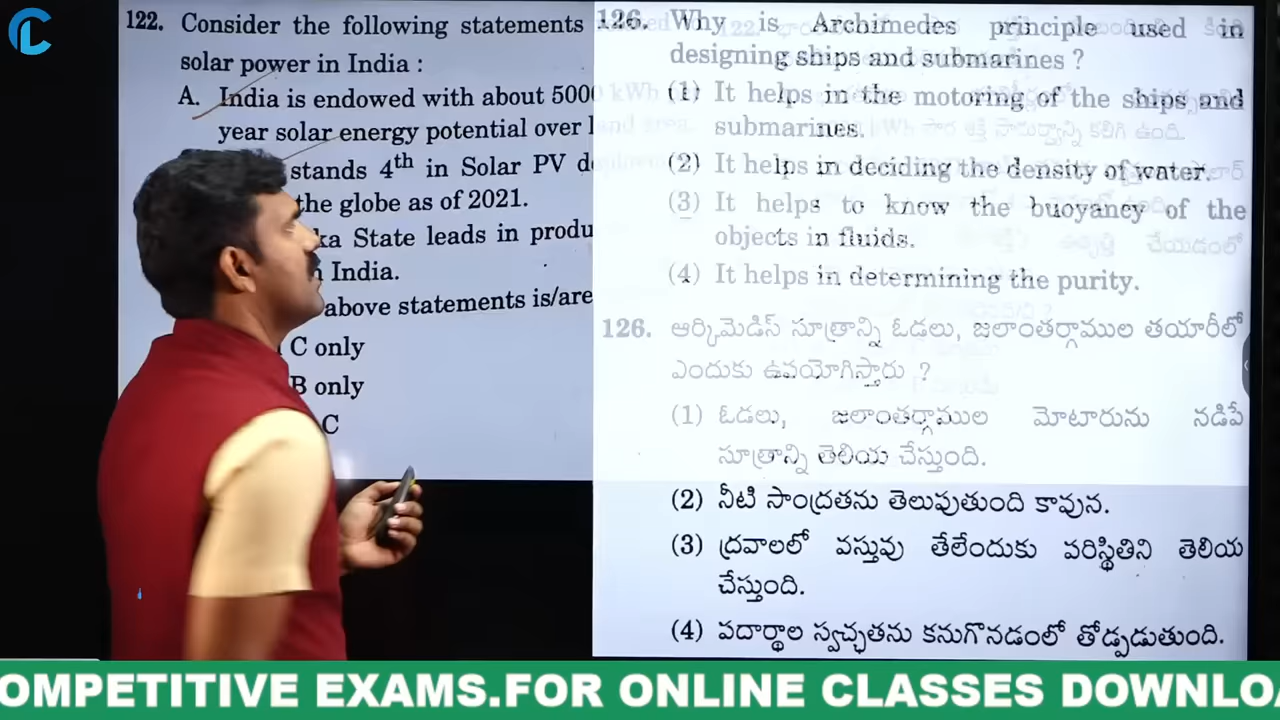 122. Consider the following statements
solar power in India :
A. India is endowed with about 5000
year solar energy potential over
stands 4th in Solar PV
the globe as of 2021.
State leads in
India.
above statements is/are
C only
B only
C
126. Why is Archimedes principle used in
designing ships and submarines ?
(1) It helps in the motoring of the ships and
submarines.
(2) It helps in deciding the density of water.
(3) It helps to know the buoyancy of the
objects in fluids.
(4) It helps in determining the purity.
126. ఆర్కిమెడిస్ సూత్రాన్ని ఓడలు, జలాంతర్గాముల తయారీలో
ఎందుకు ఉపయోగిస్తారు ?
(1) ఓడలు, జలాంతర్గాముల మోటారును నడిపే
సూత్రాన్ని తెలియ చేస్తుంది.
(2) నీటి సాంద్రతను తెలుపుతుంది కావున.
(3) ద్రవాలలో వస్తువు తేలేందుకు పరిస్థితిని తెలియ
చేస్తుంది.
(4) పదార్థాల స్వచ్ఛతను కనుగొనడంలో తోడ్పడుతుంది.
COMPETITIVE EXAMS.FOR ONLINE CLASSES